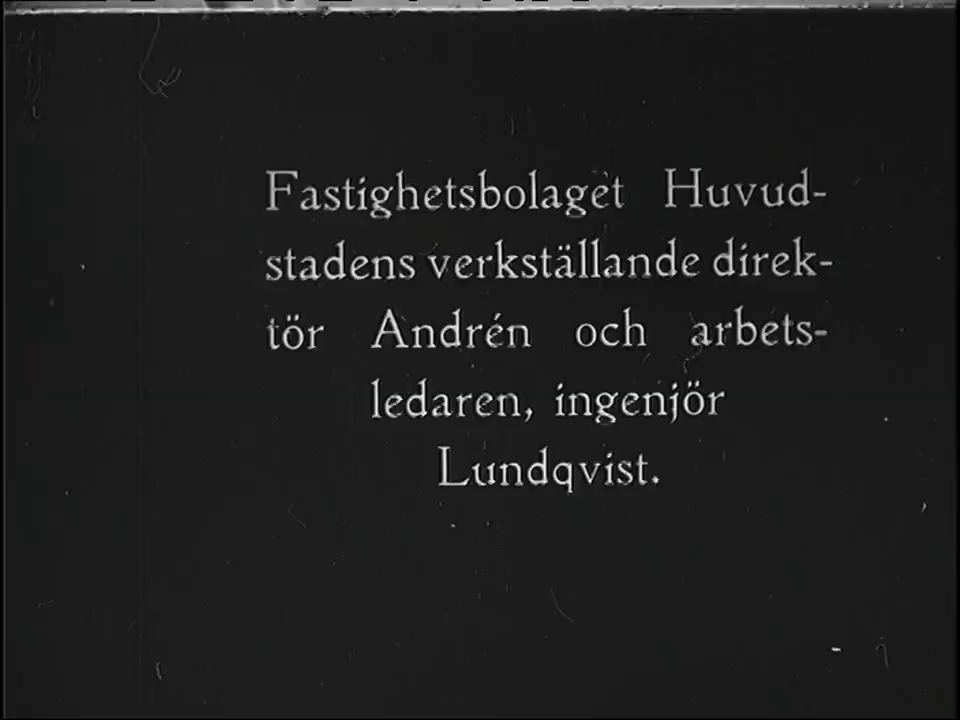 Fastighetsbolaget Huvud-
stadens verkställande direk-
tör Andrén och arbets-
ledaren, ingenjör
Lundqvist.